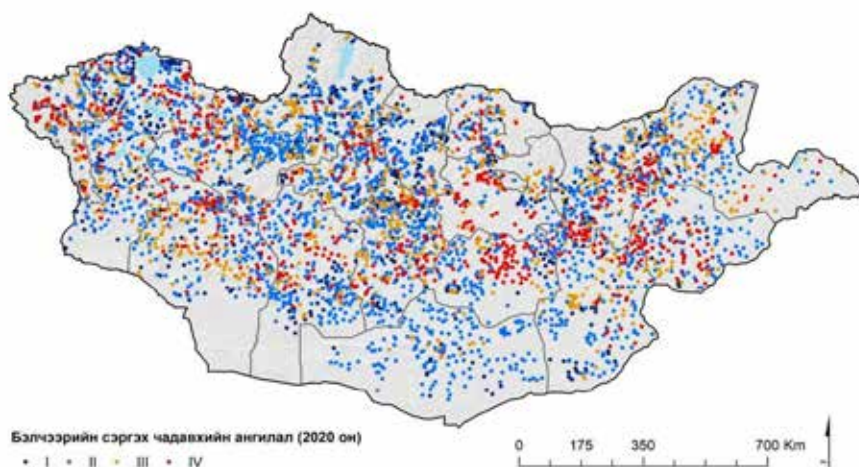 Бэлчээрийн сэргэх чадавхийн ангилал (2020 он)
I II III IV
0 175 350 700 Km